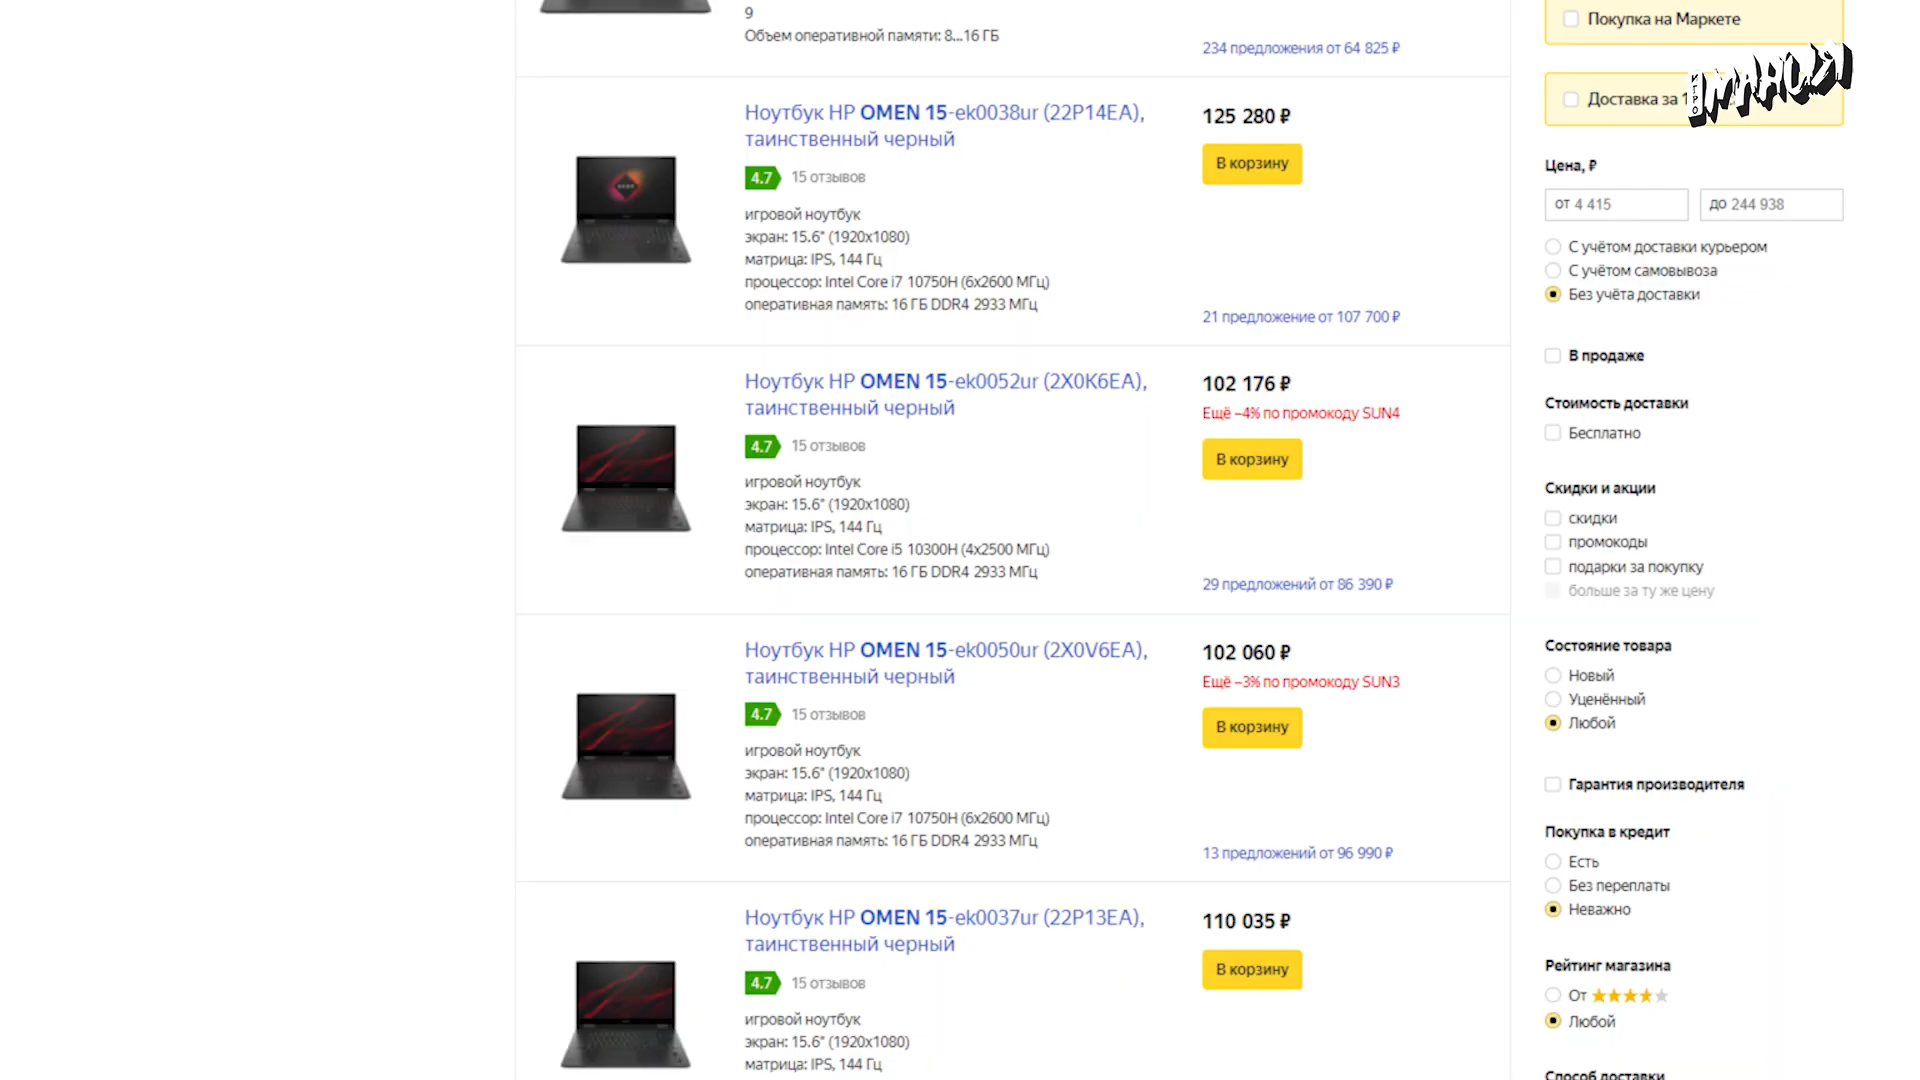 9
Объем оперативной памяти: 8...16 ГБ
234 предложения от 64 825 ₽
Ноутбук HP OMEN 15-ek0038ur (22P14EA),
таинственный черный
4.7 15 отзывов
игровой ноутбук
экран: 15.6" (1920x1080)
матрица: IPS, 144 Гц
процессор: Intel Core i7 10750H (6x2600 МГц)
оперативная память: 16 ГБ DDR4 2933 МГц
125 280 ₽
В корзину
21 предложение от 107 700 ₽
Ноутбук HP OMEN 15-ek0052ur (2X0K6EA),
таинственный черный
4.7 15 отзывов
игровой ноутбук
экран: 15.6" (1920x1080)
матрица: IPS, 144 Гц
процессор: Intel Core i5 10300H (4x2500 МГц)
оперативная память: 16 ГБ DDR4 2933 МГц
102 176 ₽
Ещё −4% по промокоду SUN4
В корзину
29 предложений от 86 390 ₽
Ноутбук HP OMEN 15-ek0050ur (2X0V6EA),
таинственный черный
4.7 15 отзывов
игровой ноутбук
экран: 15.6" (1920x1080)
матрица: IPS, 144 Гц
процессор: Intel Core i7 10750H (6x2600 МГц)
оперативная память: 16 ГБ DDR4 2933 МГц
102 060 ₽
Ещё −3% по промокоду SUN3
В корзину
13 предложений от 96 990 ₽
Ноутбук HP OMEN 15-ek0037ur (22P13EA),
таинственный черный
4.7 15 отзывов
игровой ноутбук
экран: 15.6" (1920x1080)
матрица: IPS, 144 Гц
110 035 ₽
В корзину
Покупка на Маркете
Доставка за 1
ИГРО
МАНИЯ
Цена, ₽
от 4 415 до 244 938
С учётом доставки курьером
С учётом самовывоза
Без учёта доставки
В продаже
Стоимость доставки
Бесплатно
Скидки и акции
скидки
промокоды
подарки за покупку
больше за ту же цену
Состояние товара
Новый
Уценённый
Любой
Гарантия производителя
Покупка в кредит
Есть
Без переплаты
Неважно
Рейтинг магазина
От
Любой
Способ доставки